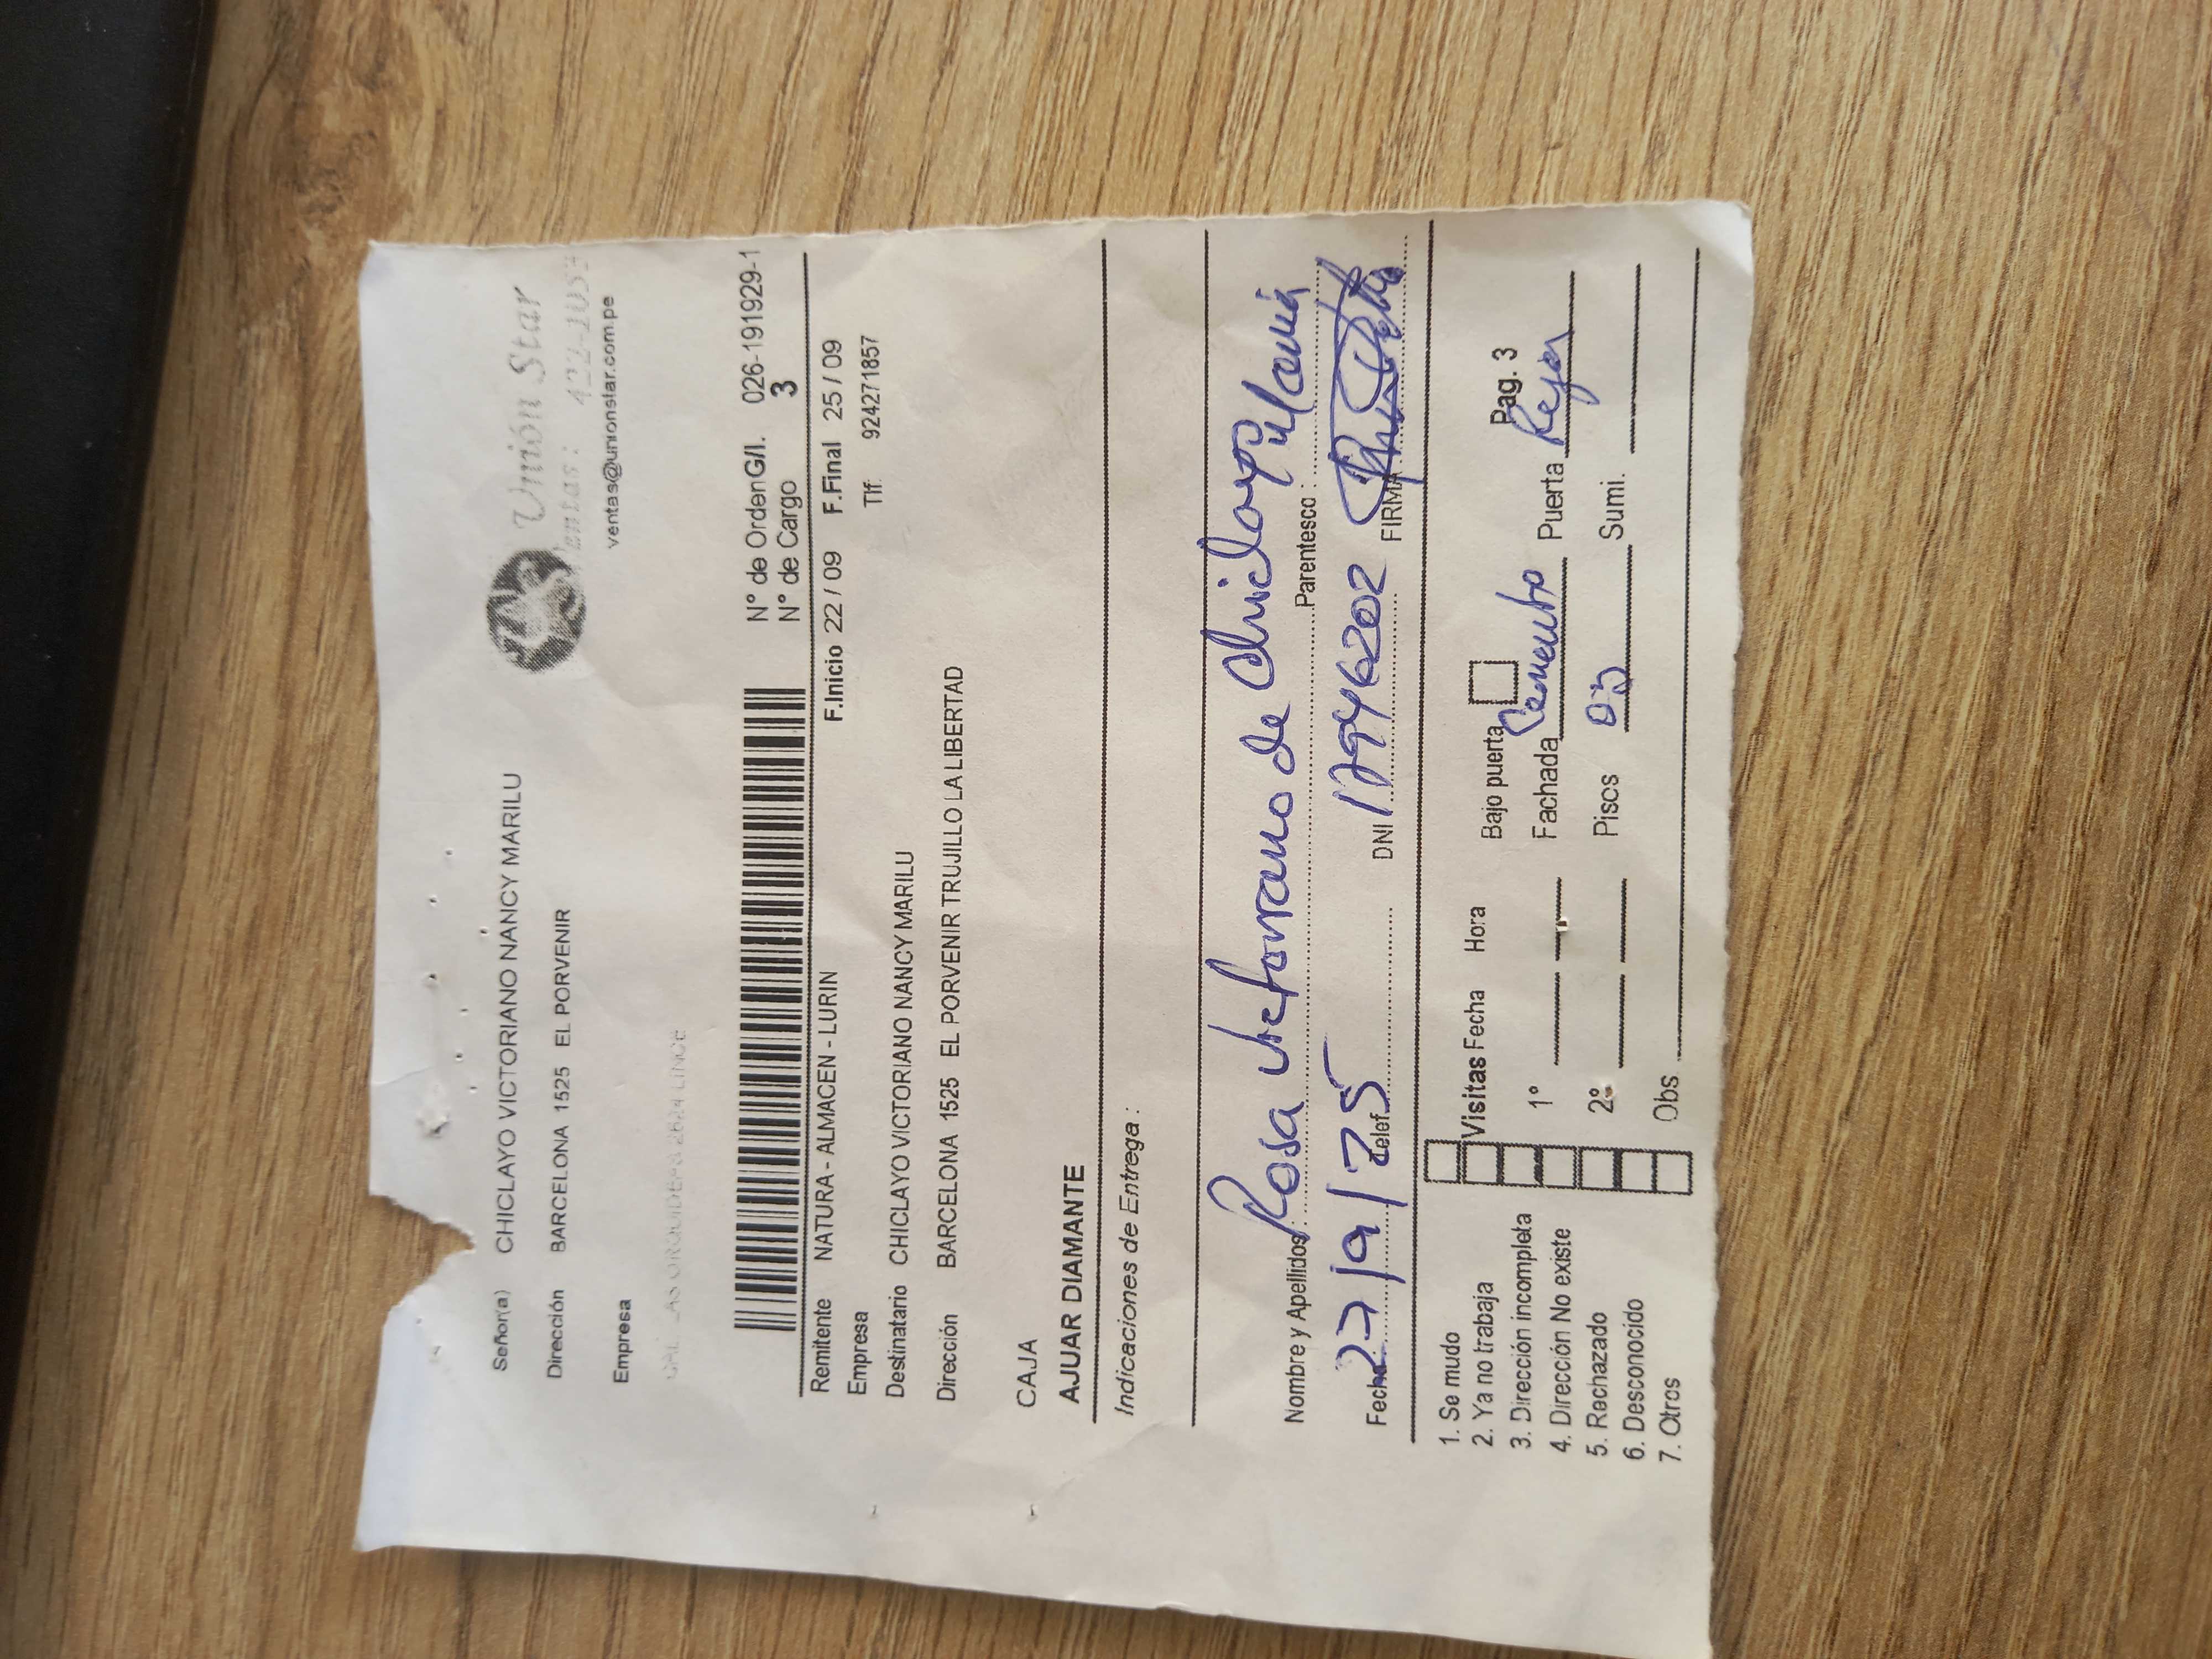 Unión Star
ventas@unionstar.com.pe
Señor(a) CHICLAYO VICTORIANO NANCY MARILU
Dirección BARCELONA 1525 EL PORVENIR
Empresa
N° de OrdenG/I. 026-191929-1
N° de Cargo 3
Remitente NATURA - ALMACEN - LURIN F.Inicio 22 / 09 F.Final 25 / 09
Empresa Tlf. 924271857
Destinatario CHICLAYO VICTORIANO NANCY MARILU
Dirección BARCELONA 1525 EL PORVENIR TRUJILLO LA LIBERTAD
CAJA
AJUAR DIAMANTE
Indicaciones de Entrega :
Nombre y Apellidos: Rosa Victoriano de Chiclayo Parentesco :
Fecha 27/9/25 Telef. DNI 17946202 FIRMA
1. Se mudo
2. Ya no trabaja
3. Dirección incompleta
4. Dirección No existe
5. Rechazado
6. Desconocido
7. Otros
Visitas Fecha Hora Bajo puerta Pag. 3
1° Fachada Cemento Puerta Rejas
2° Pisos 03 Sumi.
Obs